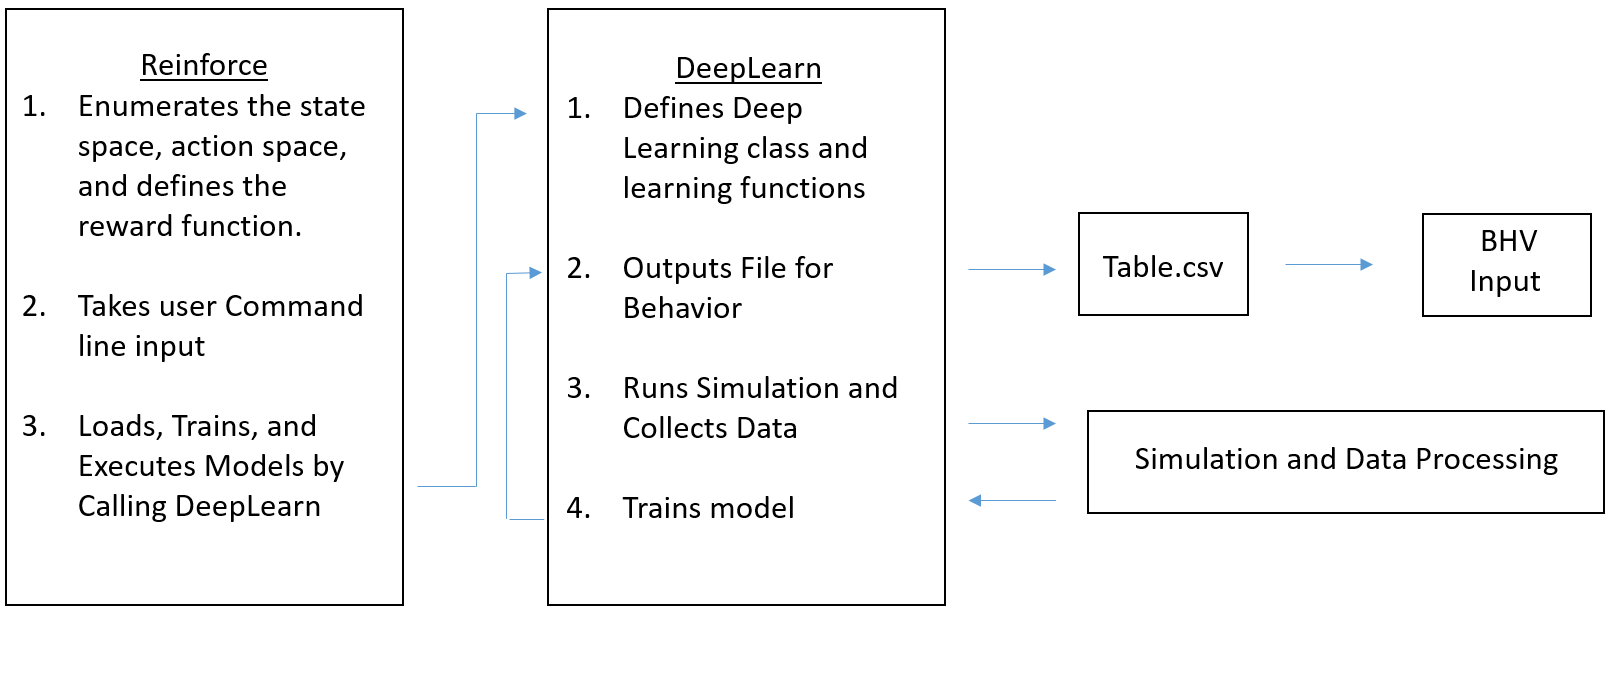 Reinforce
1. Enumerates the state
space, action space,
and defines the
reward function.
2. Takes user Command
line input
3. Loads, Trains, and
Executes Models by
Calling DeepLearn
DeepLearn
1. Defines Deep
Learning class and
learning functions
2. Outputs File for
Behavior
3. Runs Simulation and
Collects Data
4. Trains model
Table.csv
BHV
Input
Simulation and Data Processing